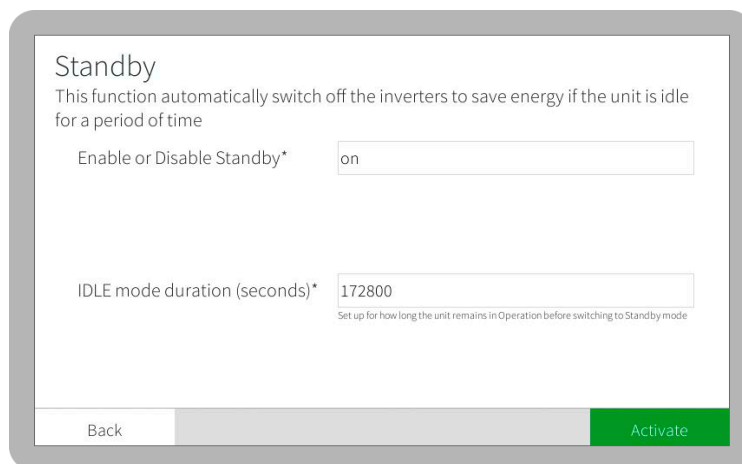 Standby
This function automatically switch off the inverters to save energy if the unit is idle
for a period of time
Enable or Disable Standby* on
IDLE mode duration (seconds)* 172800
Set up for how long the unit remains in Operation before switching to Standby mode
Back Activate